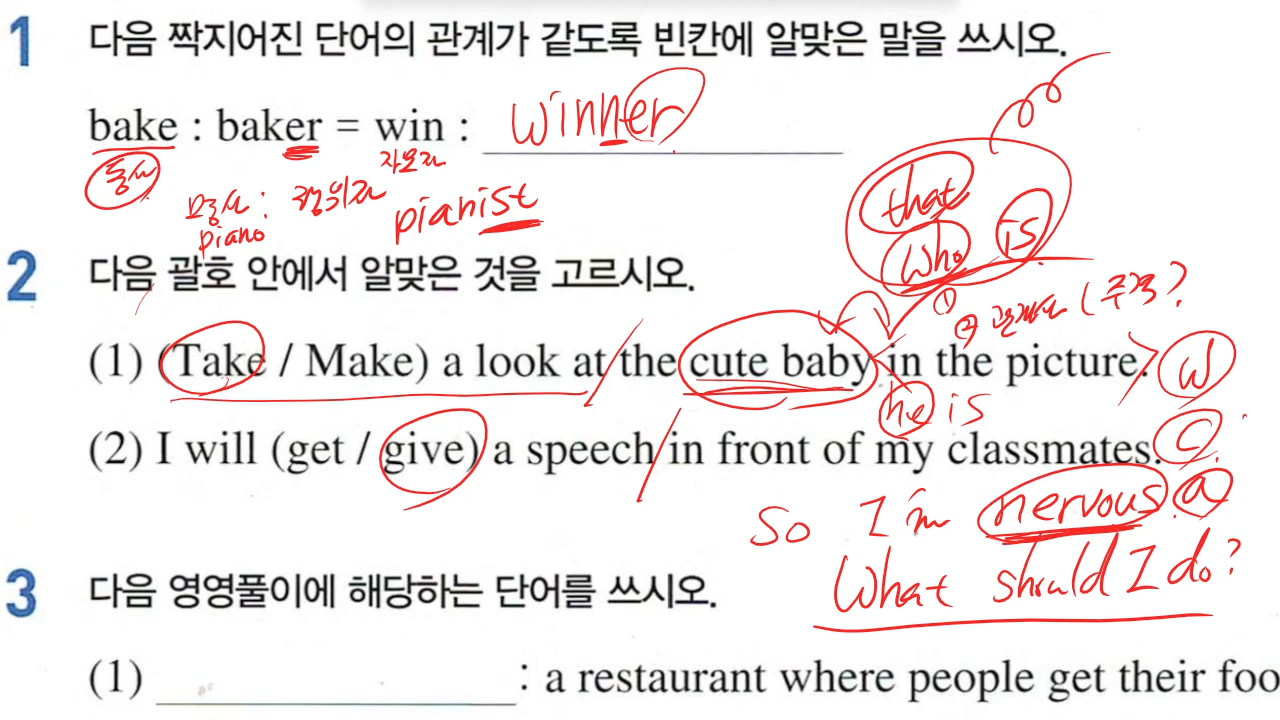 1 다음 짝지어진 단어의 관계가 같도록 빈칸에 알맞은 말을 쓰시오.
bake : baker = win : winner
동사
piano
pianist
that
who is
2 다음 괄호 안에서 알맞은 것을 고르시오.
① 
②
(1) (Take / Make) a look at the cute baby in the picture. W
he is
(2) I will (get / give) a speech in front of my classmates. C
So I'm nervous a
What should I do?
3 다음 영영풀이에 해당하는 단어를 쓰시오.
(1) : a restaurant where people get their foo